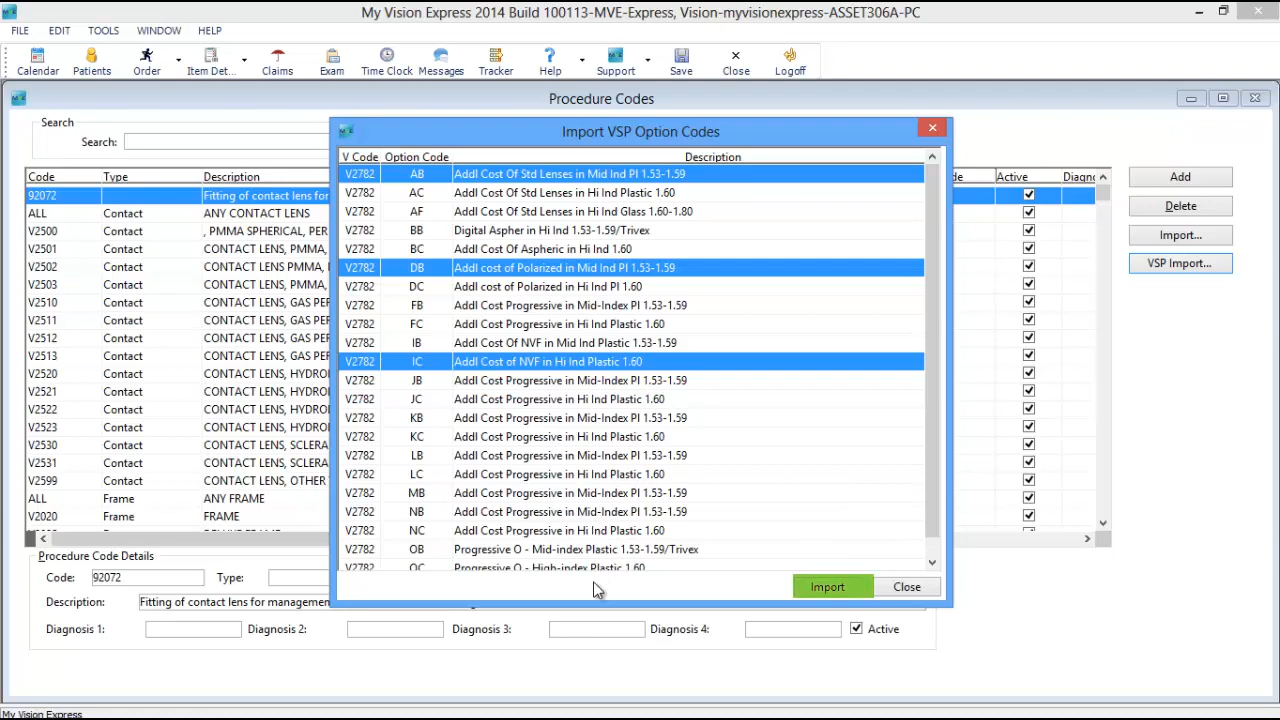 My Vision Express 2014 Build 100113-MVE-Express, Vision-myvisionexpress-ASSET306A-PC
FILE EDIT TOOLS WINDOW HELP
Calendar Patients Order Item Det... Claims Exam Time Clock Messages Tracker Help Support Save Close Logoff
Procedure Codes
Search
Search:
Code Type Description Active
92072 Fitting of contact lens for
ALL Contact ANY CONTACT LENS
V2500 Contact , PMMA SPHERICAL, PER
V2501 Contact CONTACT LENS, PMMA,
V2502 Contact CONTACT LENS PMMA,
V2503 Contact CONTACT LENS, PMMA,
V2510 Contact CONTACT LENS, GAS PER
V2511 Contact CONTACT LENS, GAS PER
V2512 Contact CONTACT LENS, GAS PER
V2513 Contact CONTACT LENS, GAS PER
V2520 Contact CONTACT LENS, HYDRO
V2521 Contact CONTACT LENS, HYDRO
V2522 Contact CONTACT LENS, HYDRO
V2523 Contact CONTACT LENS, HYDRO
V2530 Contact CONTACT LENS, SCLERA
V2531 Contact CONTACT LENS, SCLERA
V2599 Contact CONTACT LENS, OTHER
ALL Frame ANY FRAME
V2020 Frame FRAME
Add
Delete
Import...
VSP Import...
Import VSP Option Codes
V Code Option Code Description
V2782 AB Addl Cost Of Std Lenses in Mid Ind PI 1.53-1.59
V2782 AC Addl Cost Of Std Lenses in Hi Ind Plastic 1.60
V2782 AF Addl Cost Of Std Lenses in Hi Ind Glass 1.60-1.80
V2782 BB Digital Aspher in Hi Ind 1.53-1.59/Trivex
V2782 BC Addl Cost Of Aspheric in Hi Ind 1.60
V2782 DB Addl cost of Polarized in Mid Ind PI 1.53-1.59
V2782 DC Addl cost of Polarized in Hi Ind PI 1.60
V2782 FB Addl Cost Progressive in Mid-Index PI 1.53-1.59
V2782 FC Addl Cost Progressive in Hi Ind Plastic 1.60
V2782 IB Addl Cost Of NVF in Mid Ind PI 1.53-1.59
V2782 IC Addl Cost of NVF in Hi Ind Plastic 1.60
V2782 JB Addl Cost Progressive in Mid-Index PI 1.53-1.59
V2782 JC Addl Cost Progressive in Hi Ind Plastic 1.60
V2782 KB Addl Cost Progressive in Mid-Index PI 1.53-1.59
V2782 KC Addl Cost Progressive in Hi Ind Plastic 1.60
V2782 LB Addl Cost Progressive in Mid-Index PI 1.53-1.59
V2782 LC Addl Cost Progressive in Hi Ind Plastic 1.60
V2782 MB Addl Cost Progressive in Mid-Index PI 1.53-1.59
V2782 NB Addl Cost Progressive in Mid-Index PI 1.53-1.59
V2782 NC Addl Cost Progressive in Hi Ind Plastic 1.60
V2782 OB Progressive O - Mid-index Plastic 1.53-1.59/Trivex
V2782 OC Progressive O - High-index Plastic 1.60
Import Close
Procedure Code Details
Code: 92072 Type:
Description: Fitting of contact lens for managemen
Diagnosis 1: Diagnosis 2: Diagnosis 3: Diagnosis 4: Active
My Vision Express